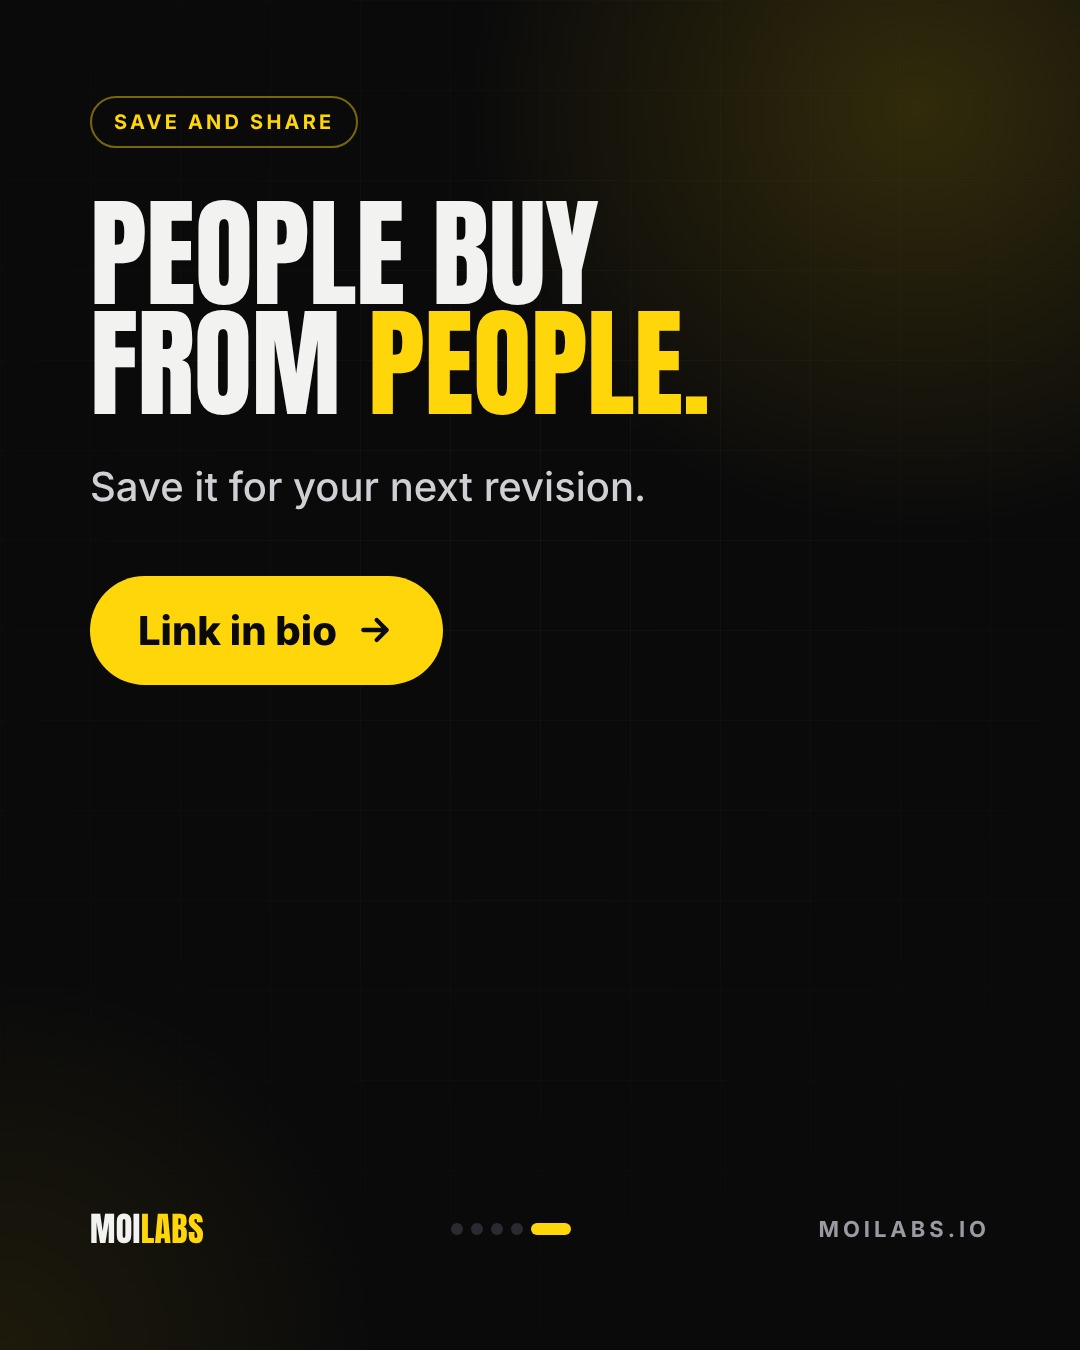 SAVE AND SHARE
PEOPLE BUY
FROM PEOPLE.
Save it for your next revision.
Link in bio →
MOILABS
MOILABS.IO